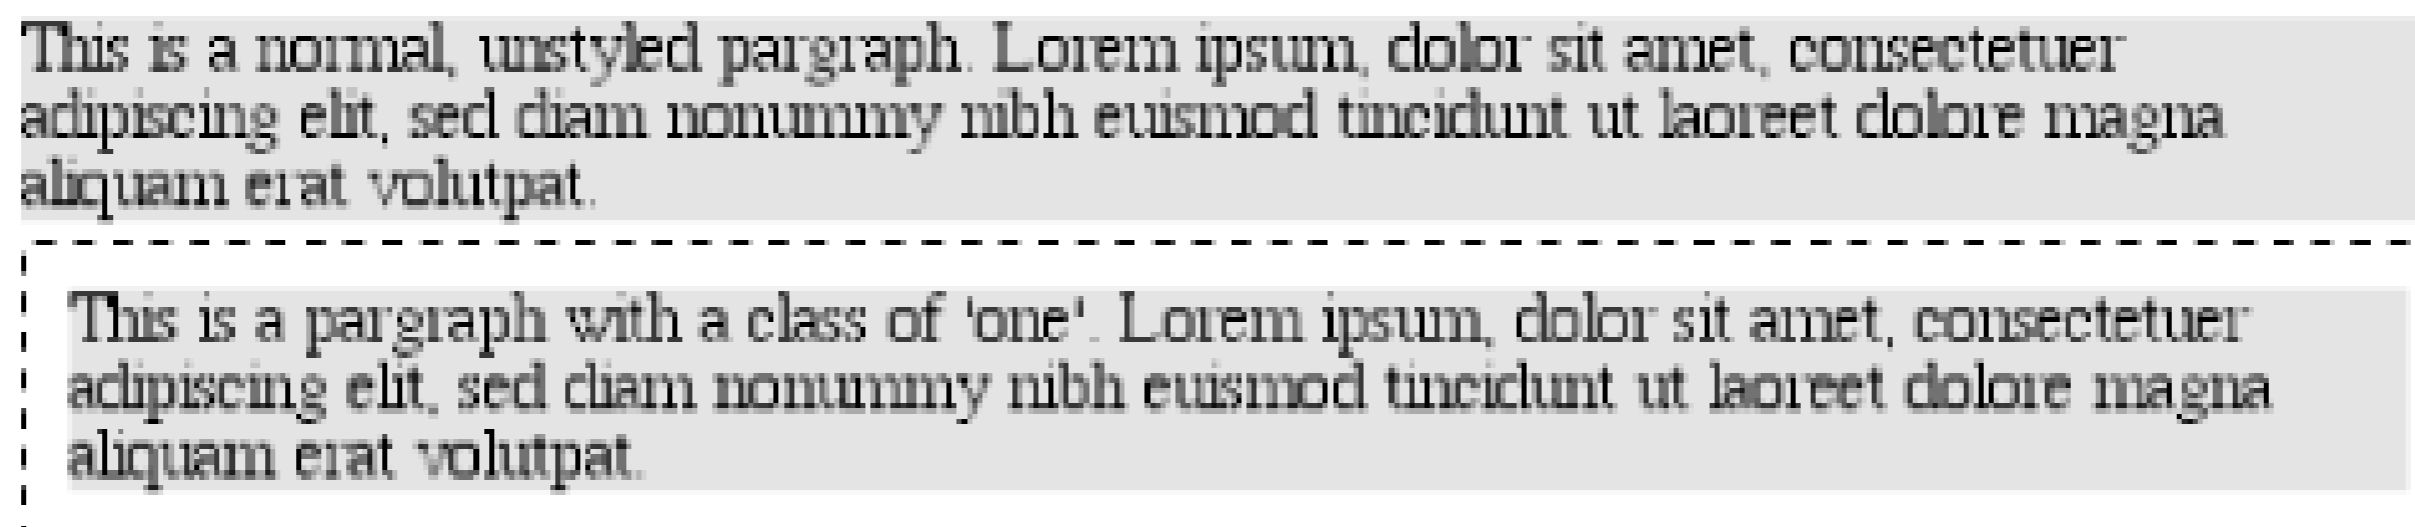 This is a normal, unstyled pargraph. Lorem ipsum, dolor sit amet, consectetuer
adipiscing elit, sed diam nonummy nibh euismod tincidunt ut laoreet dolore magna
aliquam erat volutpat.
This is a pargraph with a class of 'one'. Lorem ipsum, dolor sit amet, consectetuer
adipiscing elit, sed diam nonummy nibh euismod tincidunt ut laoreet dolore magna
aliquam erat volutpat.